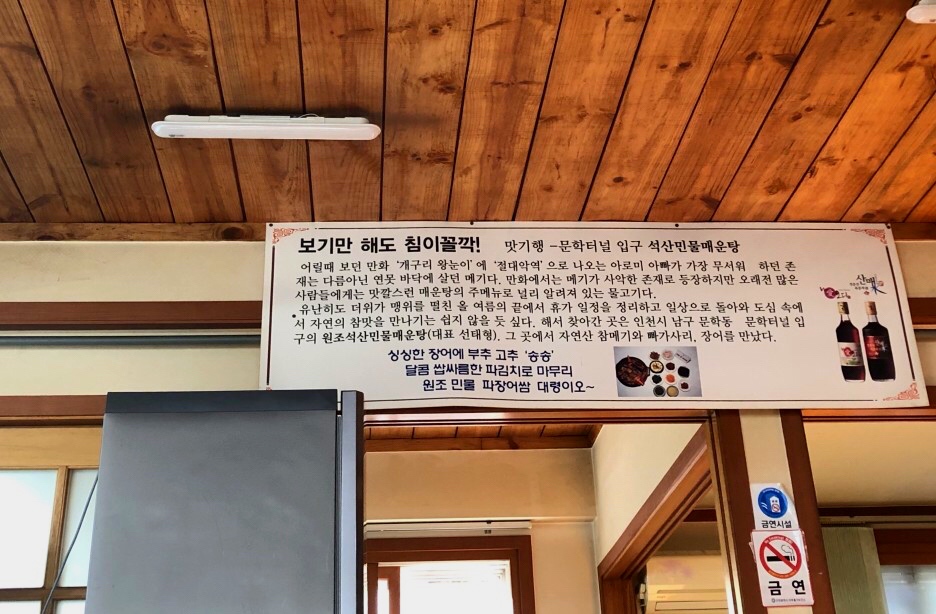 보기만 해도 침이꼴깍! 맛기행 -문학터널 입구 석산민물매운탕
어릴때 보던 만화 '개구리 왕눈이' 에 '절대악역' 으로 나오는 아로미 아빠가 가장 무서워 하던 존
재는 다름아닌 연못 바닥에 살던 메기다. 만화에서는 메기가 사악한 존재로 등장하지만 오래전 많은
사람들에게는 맛깔스런 매운탕의 주메뉴로 널리 알려져 있는 물고기다.
유난히도 더위가 맹위를 떨친 올 여름의 끝에서 휴가 일정을 정리하고 일상으로 돌아와 도심 속에
서 자연의 참맛을 만나기는 쉽지 않을 듯 싶다. 해서 찾아간 곳은 인천시 남구 문학동 문학터널 입
구의 원조석산민물매운탕(대표 선태형). 그 곳에서 자연산 참메기와 빠가사리, 장어를 만났다.
싱싱한 장어에 부추 고추 '송송'
달콤 쌉싸름한 파김치로 마무리
원조 민물 파장어쌈 대령이오~
금연시설
금연